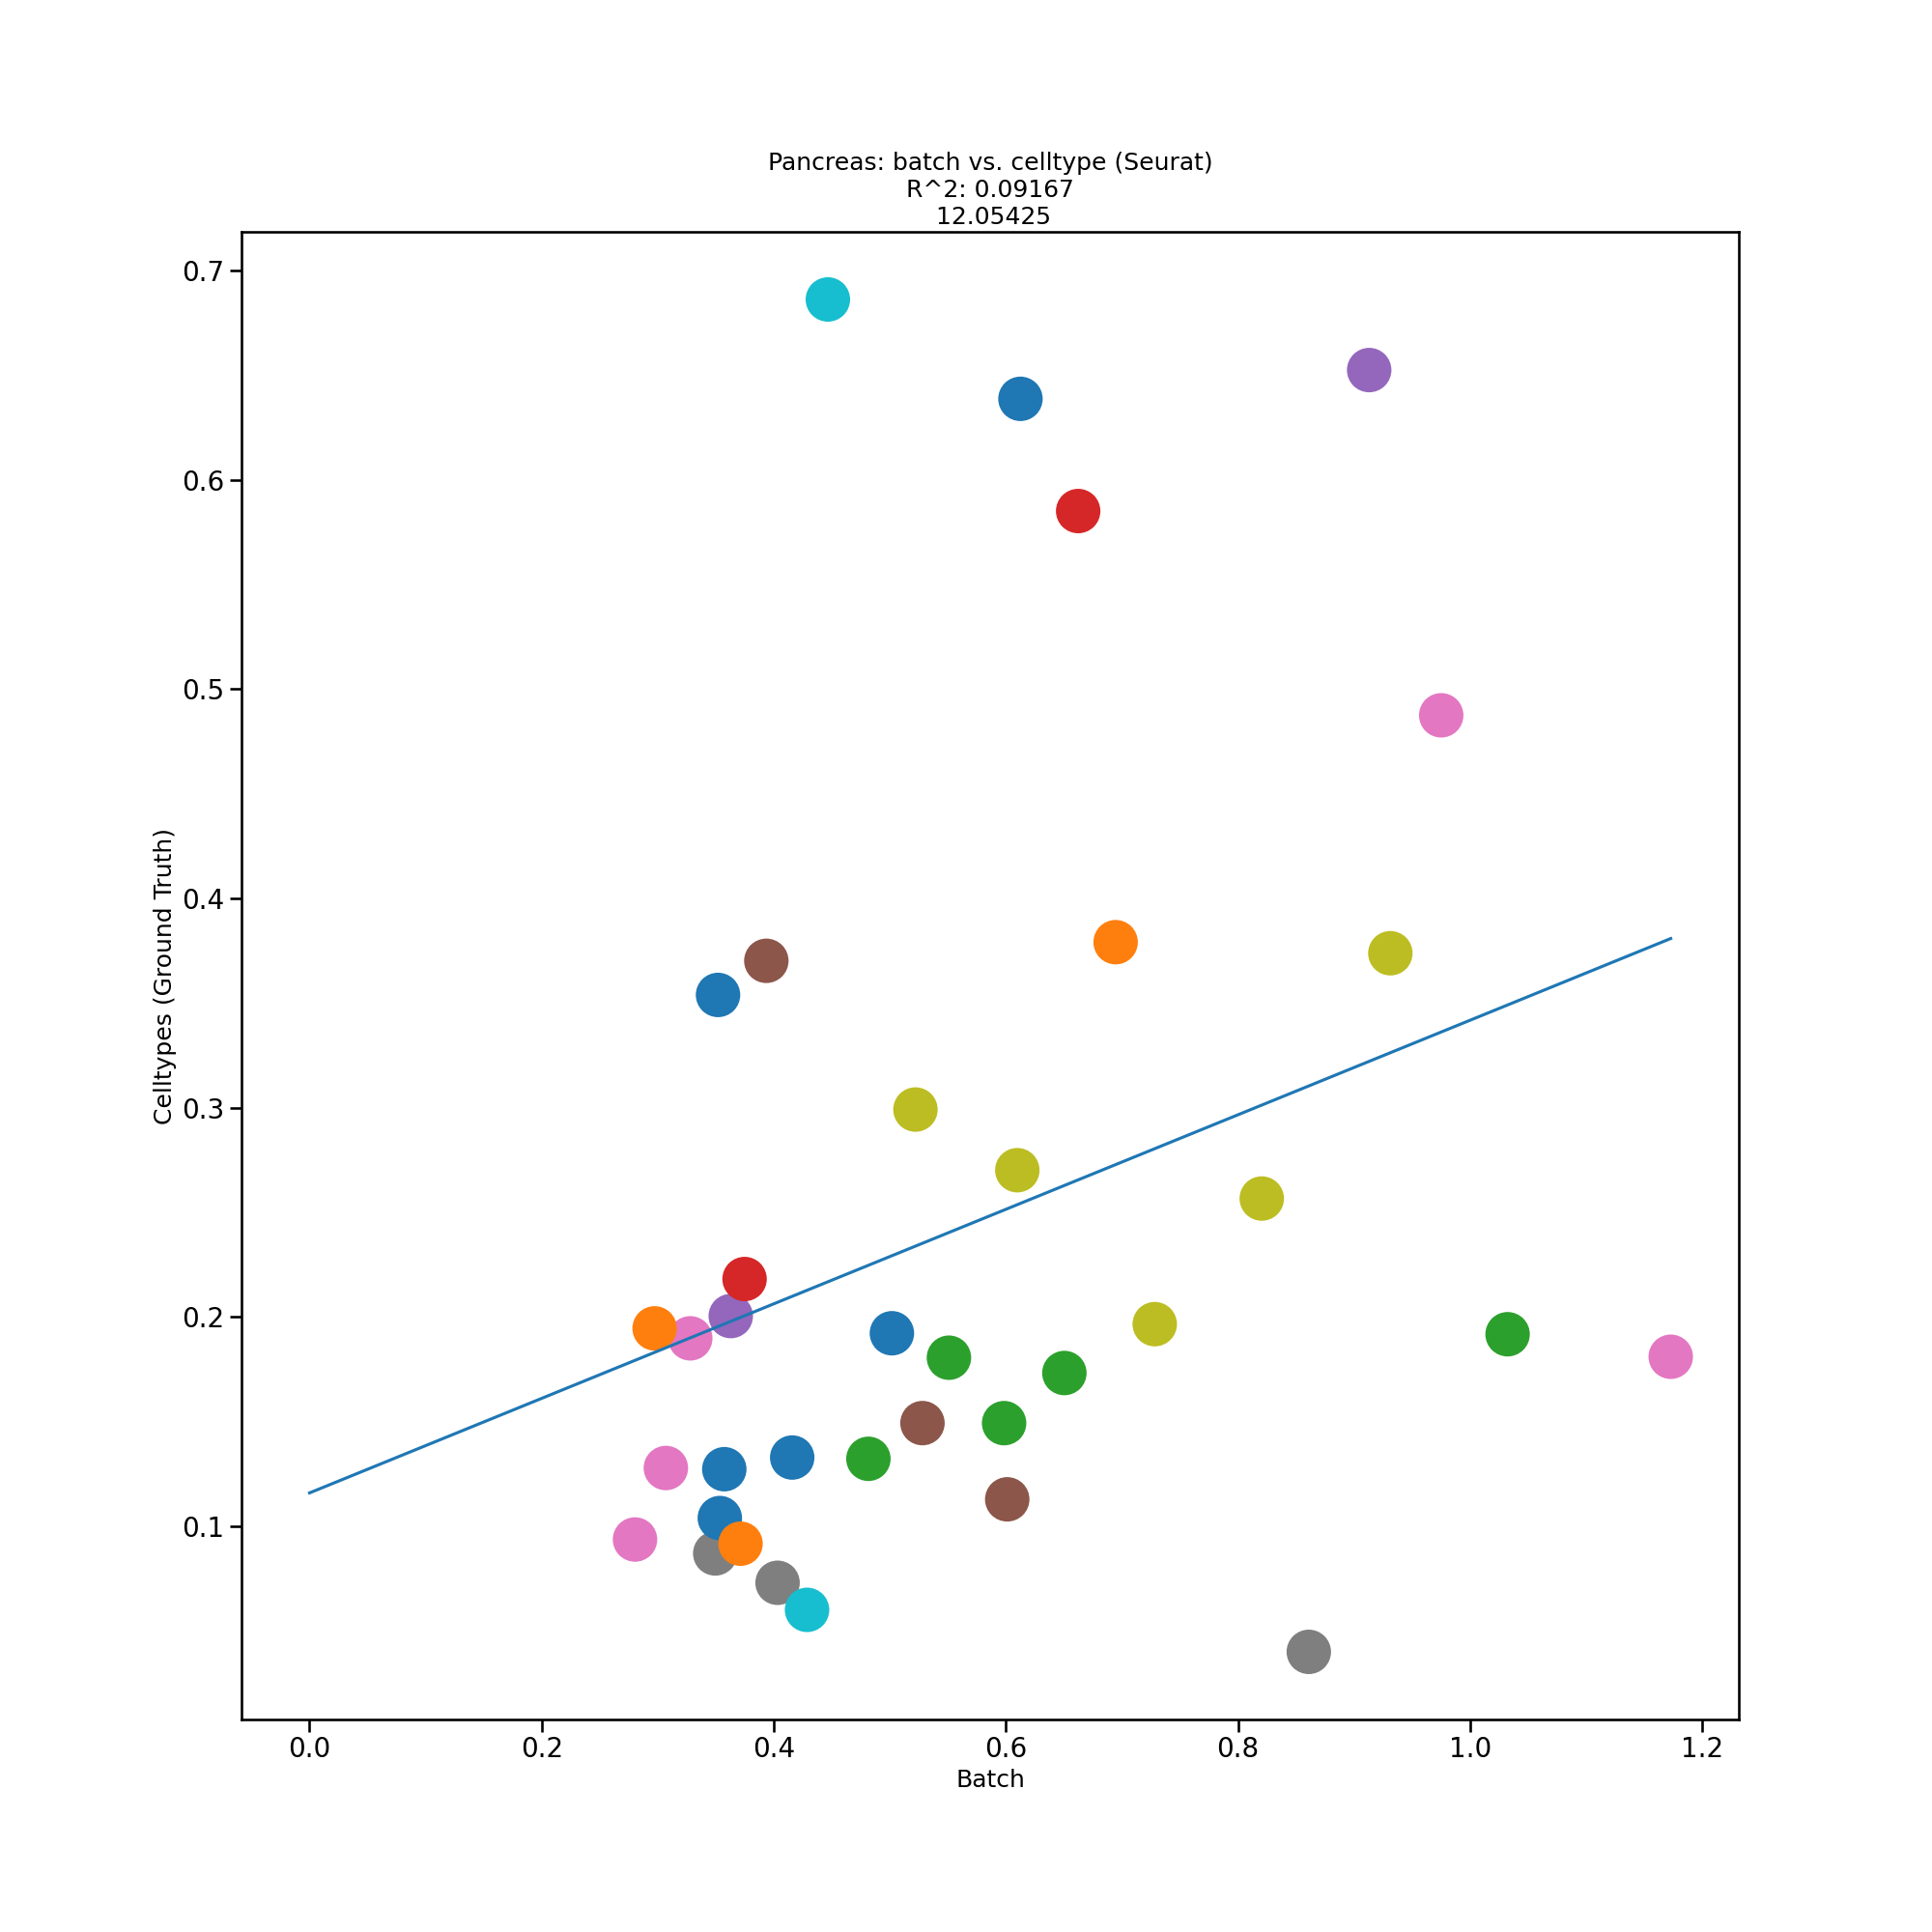 Pancreas: batch vs. celltype (Seurat)
R^2: 0.09167
12.05425
0.7
0.6
0.5
0.4
0.3
0.2
0.1
Celltypes (Ground Truth)
0.0 0.2 0.4 0.6 0.8 1.0 1.2
Batch